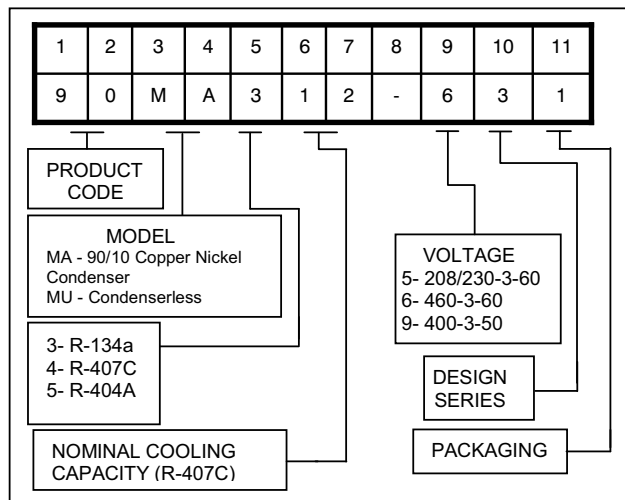 1 2 3 4 5 6 7 8 9 10 11
9 0 M A 3 1 2 - 6 3 1
PRODUCT
CODE
MODEL
MA - 90/10 Copper Nickel
Condenser
MU - Condenserless
VOLTAGE
5- 208/230-3-60
6- 460-3-60
9- 400-3-50
3- R-134a
4- R-407C
5- R-404A
DESIGN
SERIES
NOMINAL COOLING
CAPACITY (R-407C)
PACKAGING